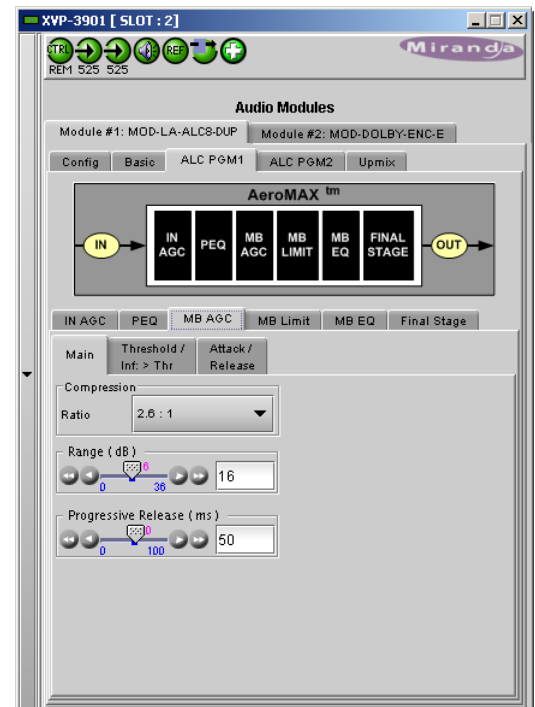 XVP-3901 [ SLOT : 2]
CTRL REF
REM 525 525
Miranda
Audio Modules
Module #1: MOD-LA-ALC8-DUP Module #2: MOD-DOLBY-ENC-E
Config Basic ALC PGM1 ALC PGM2 Upmix
AeroMAX tm
IN
IN AGC
PEQ
MB AGC
MB LIMIT
MB EQ
FINAL STAGE
OUT
IN AGC PEQ MB AGC MB Limit MB EQ Final Stage
Main
Threshold / Inf: > Thr
Attack / Release
Compression
Ratio 2.6 : 1
Range ( dB )
6
0 36
16
Progressive Release ( ms )
0
0 100
50